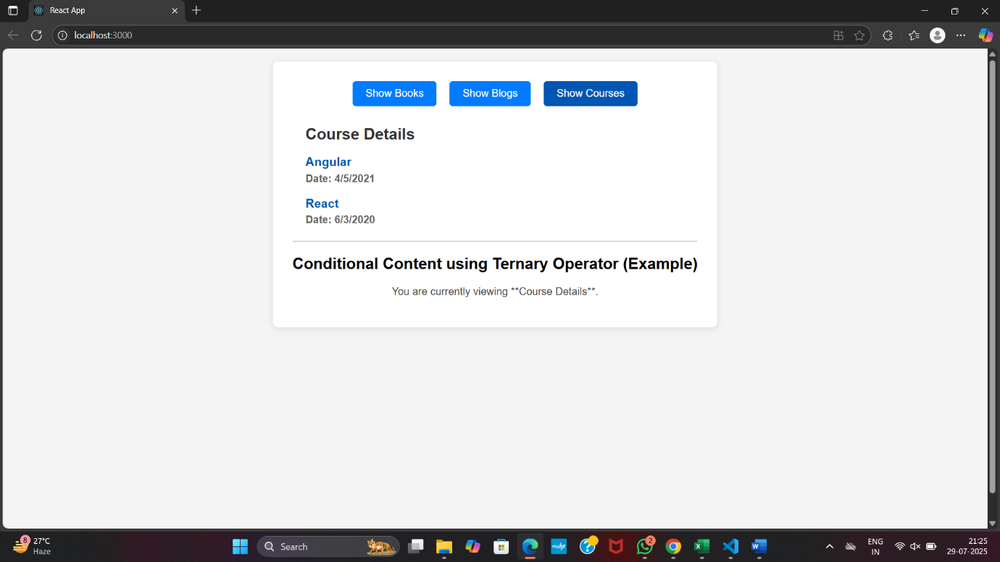 React App
localhost:3000
Show Books Show Blogs Show Courses
Course Details
Angular
Date: 4/5/2021
React
Date: 6/3/2020
Conditional Content using Ternary Operator (Example)
You are currently viewing **Course Details**.
8
27°C
Haze
Search
myhp
?
2
X
W
ENG
IN
21:25
29-07-2025